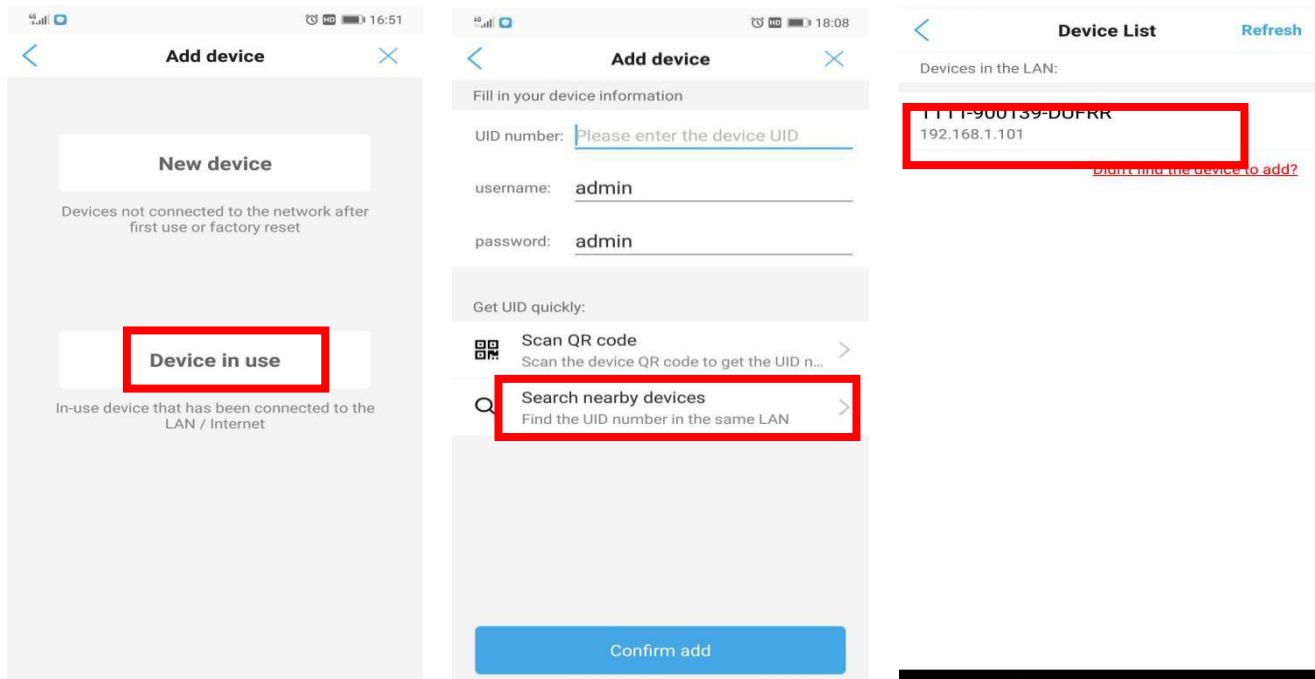 16:51
Add device
New device
Devices not connected to the network after
first use or factory reset
Device in use
In-use device that has been connected to the
LAN / Internet
HD 18:08
Add device
Fill in your device information
UID number: Please enter the device UID
username: admin
password: admin
Get UID quickly:
Scan QR code
Scan the device QR code to get the UID n...
Search nearby devices
Find the UID number in the same LAN
Confirm add
Device List Refresh
Devices in the LAN:
192.168.1.101
Didn't find the device to add?